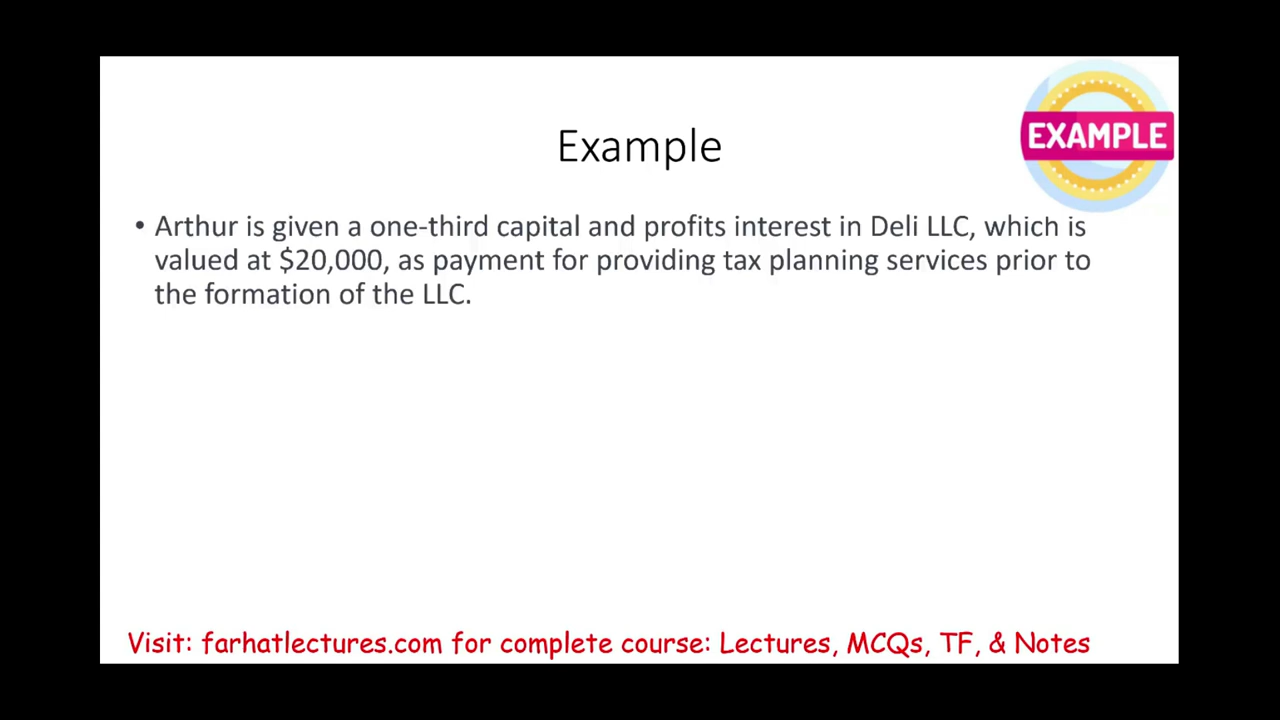 EXAMPLE
Example
• Arthur is given a one-third capital and profits interest in Deli LLC, which is
valued at $20,000, as payment for providing tax planning services prior to
the formation of the LLC.
Visit: farhatlectures.com for complete course: Lectures, MCQs, TF, & Notes